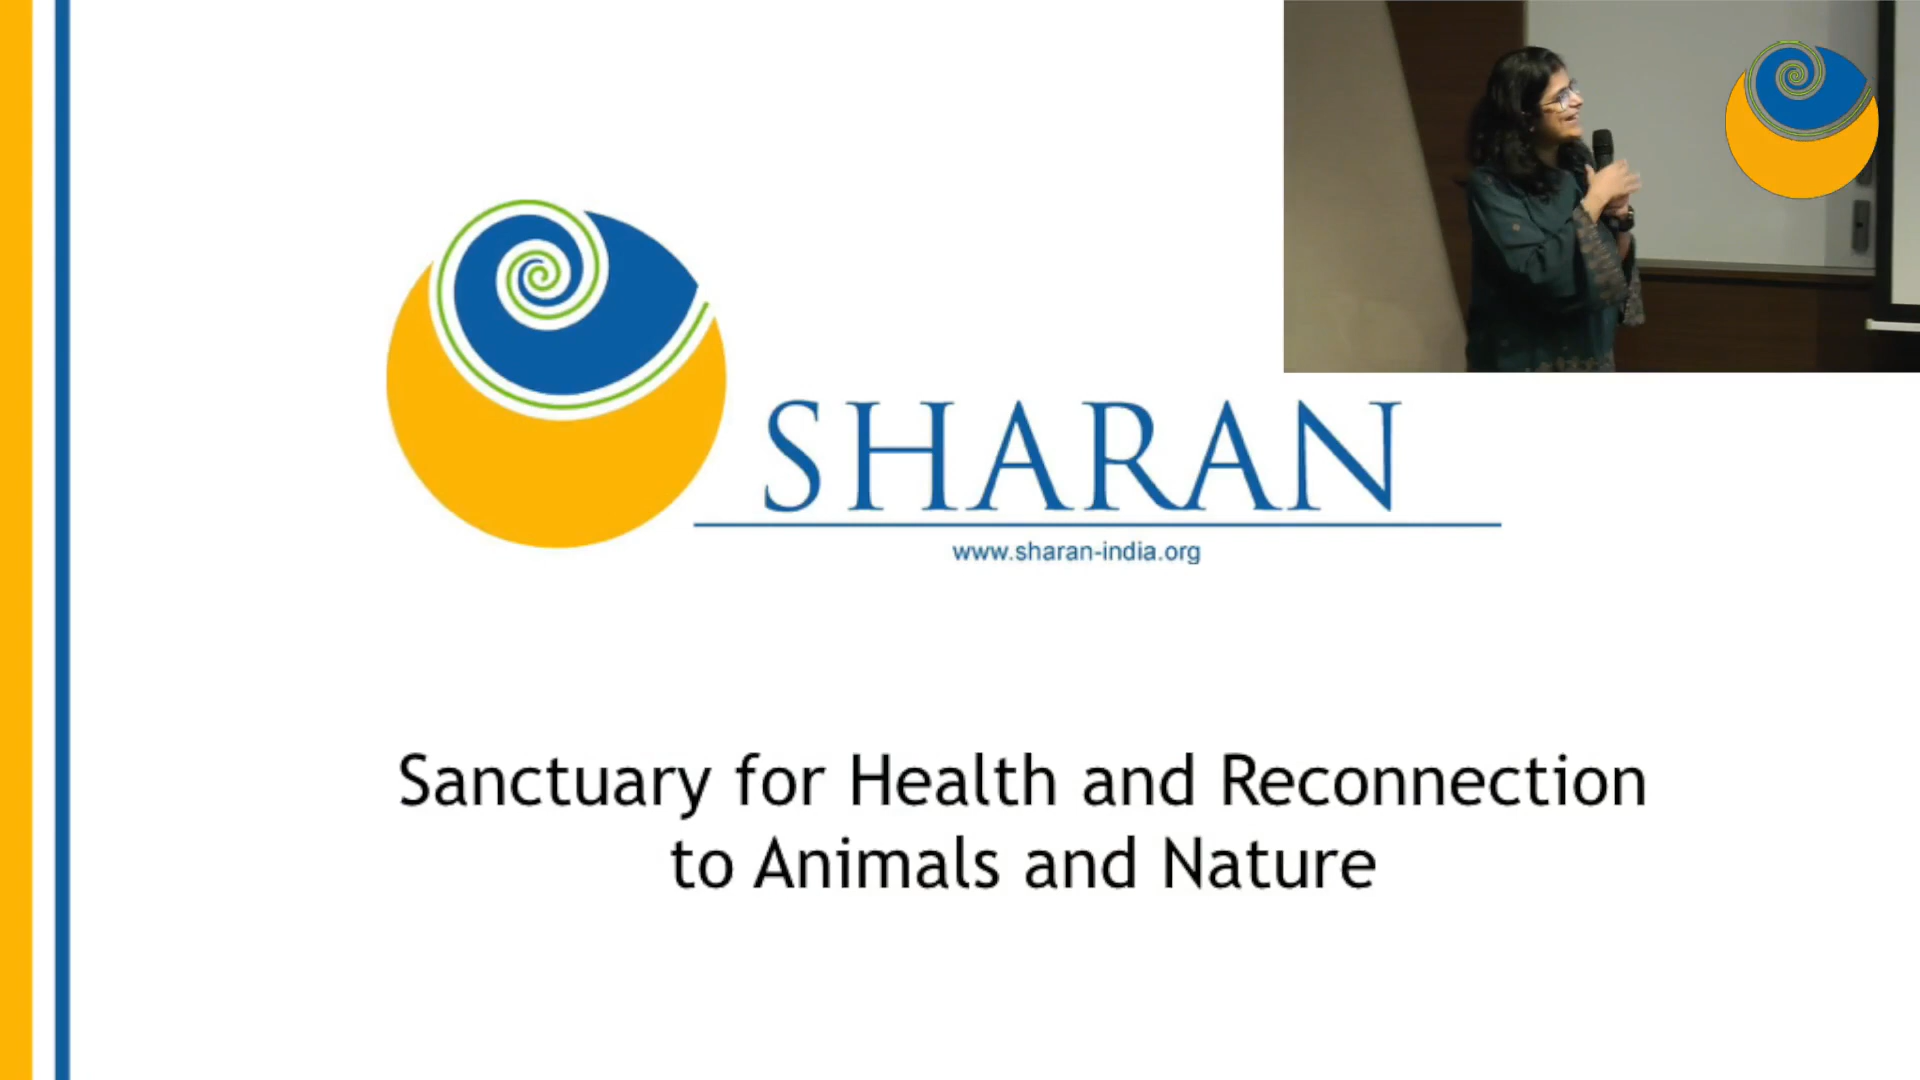 SHARAN
www.sharan-india.org
Sanctuary for Health and Reconnection
to Animals and Nature